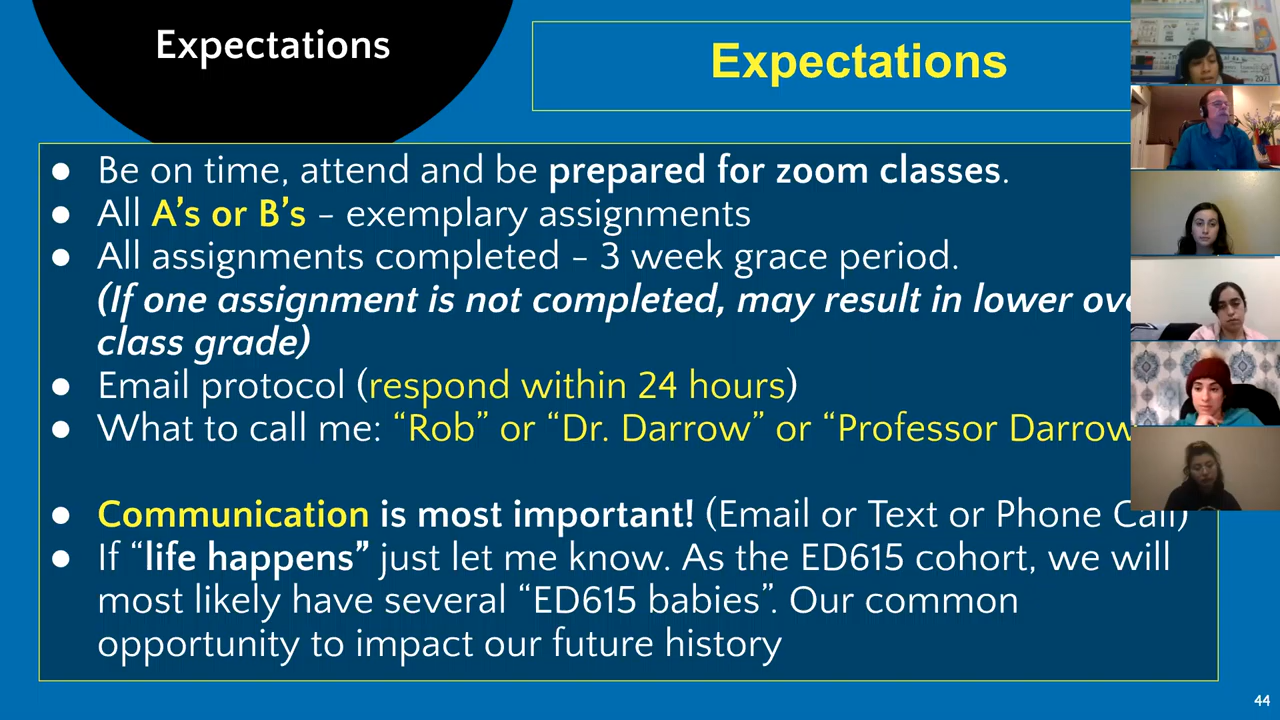 Expectations
Expectations
● Be on time, attend and be prepared for zoom classes.
● All A's or B's – exemplary assignments
● All assignments completed – 3 week grace period.
(If one assignment is not completed, may result in lower
class grade)
● Email protocol (respond within 24 hours)
● What to call me: “Rob” or “Dr. Darrow” or “Professor Darrow
● Communication is most important! (Email or Text or Phone Call)
● If “life happens” just let me know. As the ED615 cohort, we will
most likely have several “ED615 babies”. Our common
opportunity to impact our future history
44